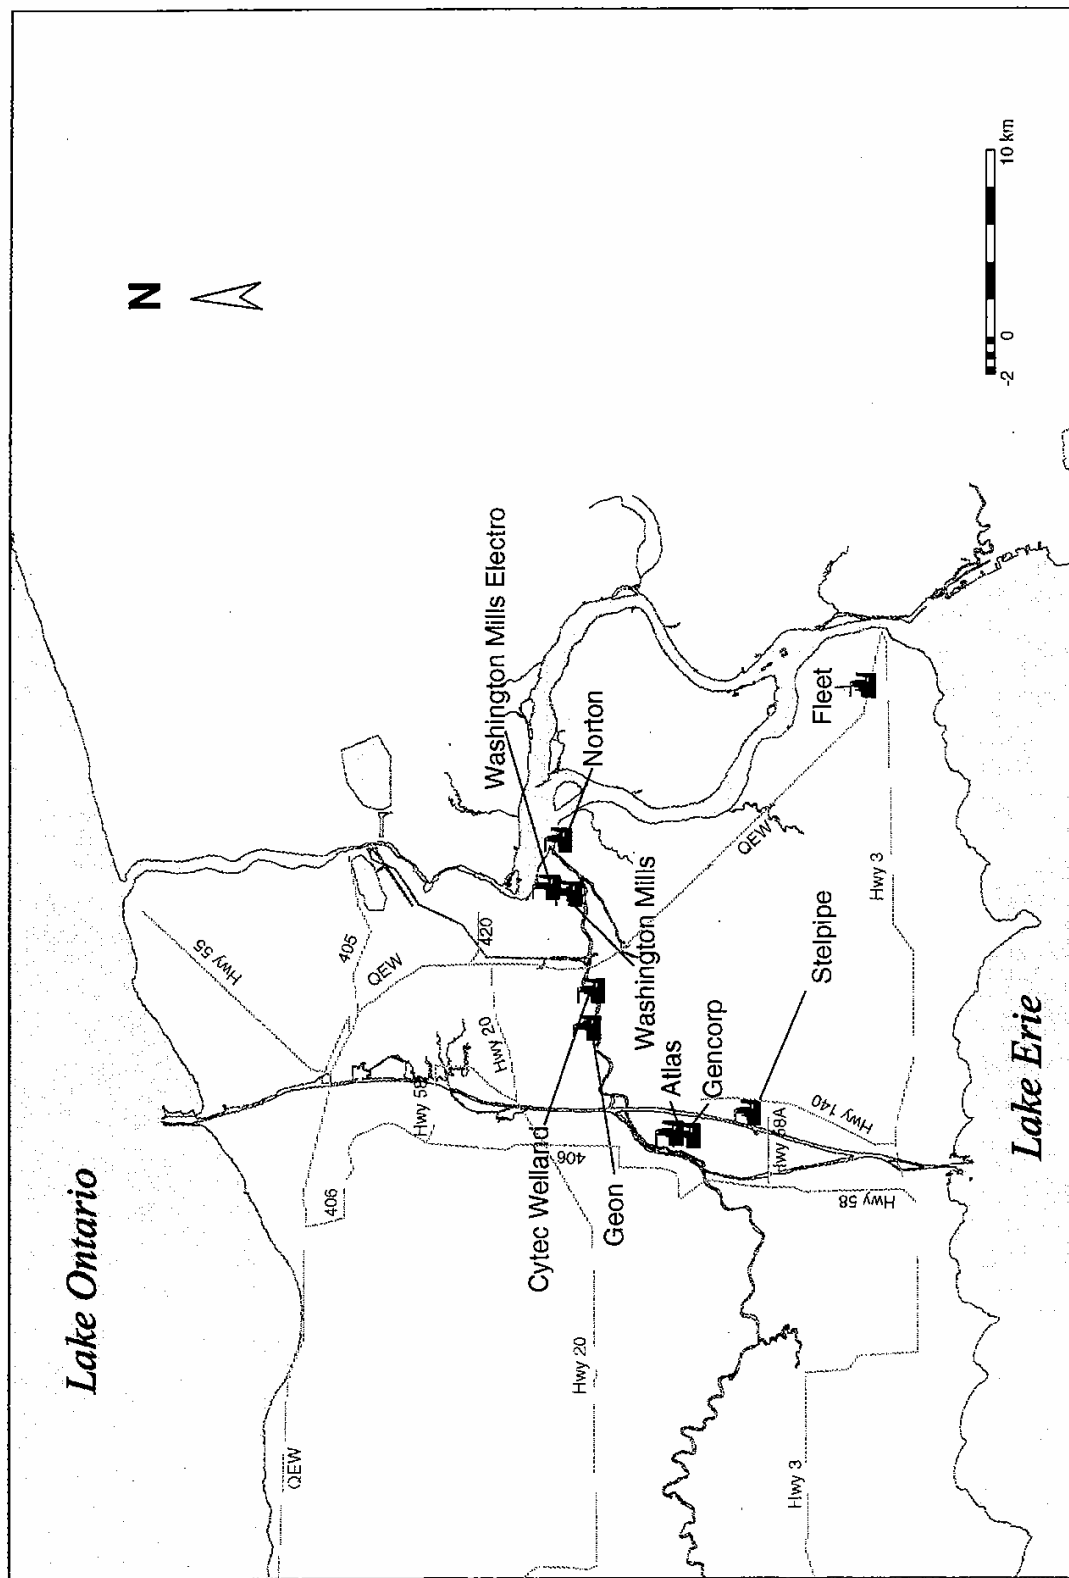 Lake Ontario
N
Hwy 55
405
QEW
420
406
Hwy 58
Hwy 20
QEW
Washington Mills Electro
Norton
Washington Mills
Cytec Welland
Geon
406
Hwy 20
Atlas
Gencorp
Stelpipe
Hwy 58A
Hwy 140
Hwy 58
QEW
Fleet
Hwy 3
Hwy 3
Lake Erie
-2 0 10 km